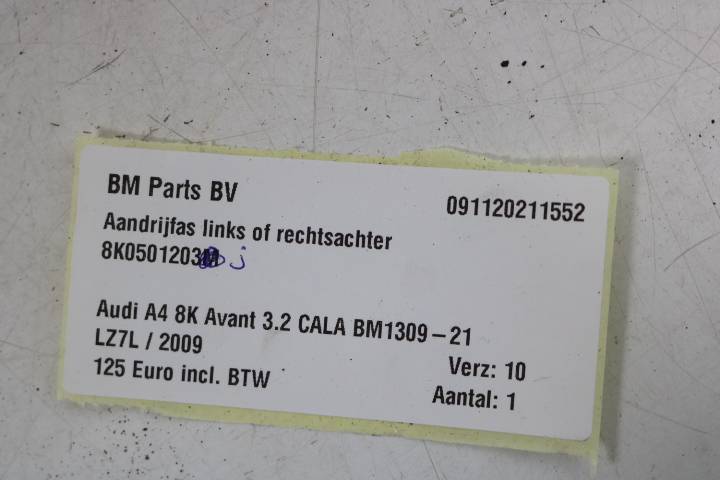 BM Parts BV
091120211552
Aandrijfas links of rechtsachter
8K0501203 j
Audi A4 8K Avant 3.2 CALA BM1309-21
LZ7L / 2009
Verz: 10
125 Euro incl. BTW
Aantal: 1